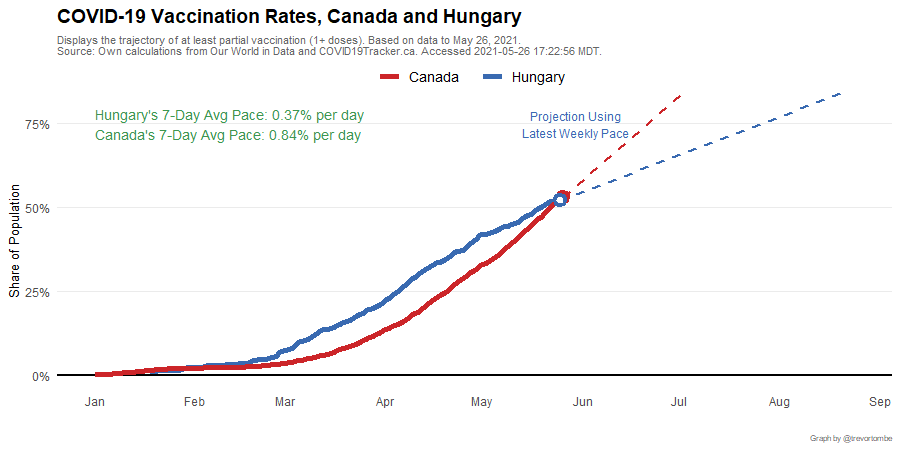 COVID-19 Vaccination Rates, Canada and Hungary
Displays the trajectory of at least partial vaccination (1+ doses). Based on data to May 26, 2021.
Source: Own calculations from Our World in Data and COVID19Tracker.ca. Accessed 2021-05-26 17:22:56 MDT.
Canada Hungary
Hungary's 7-Day Avg Pace: 0.37% per day
Canada's 7-Day Avg Pace: 0.84% per day
Projection Using
Latest Weekly Pace
Share of Population
75%
50%
25%
0%
Jan Feb Mar Apr May Jun Jul Aug Sep
Graph by @trevortombe